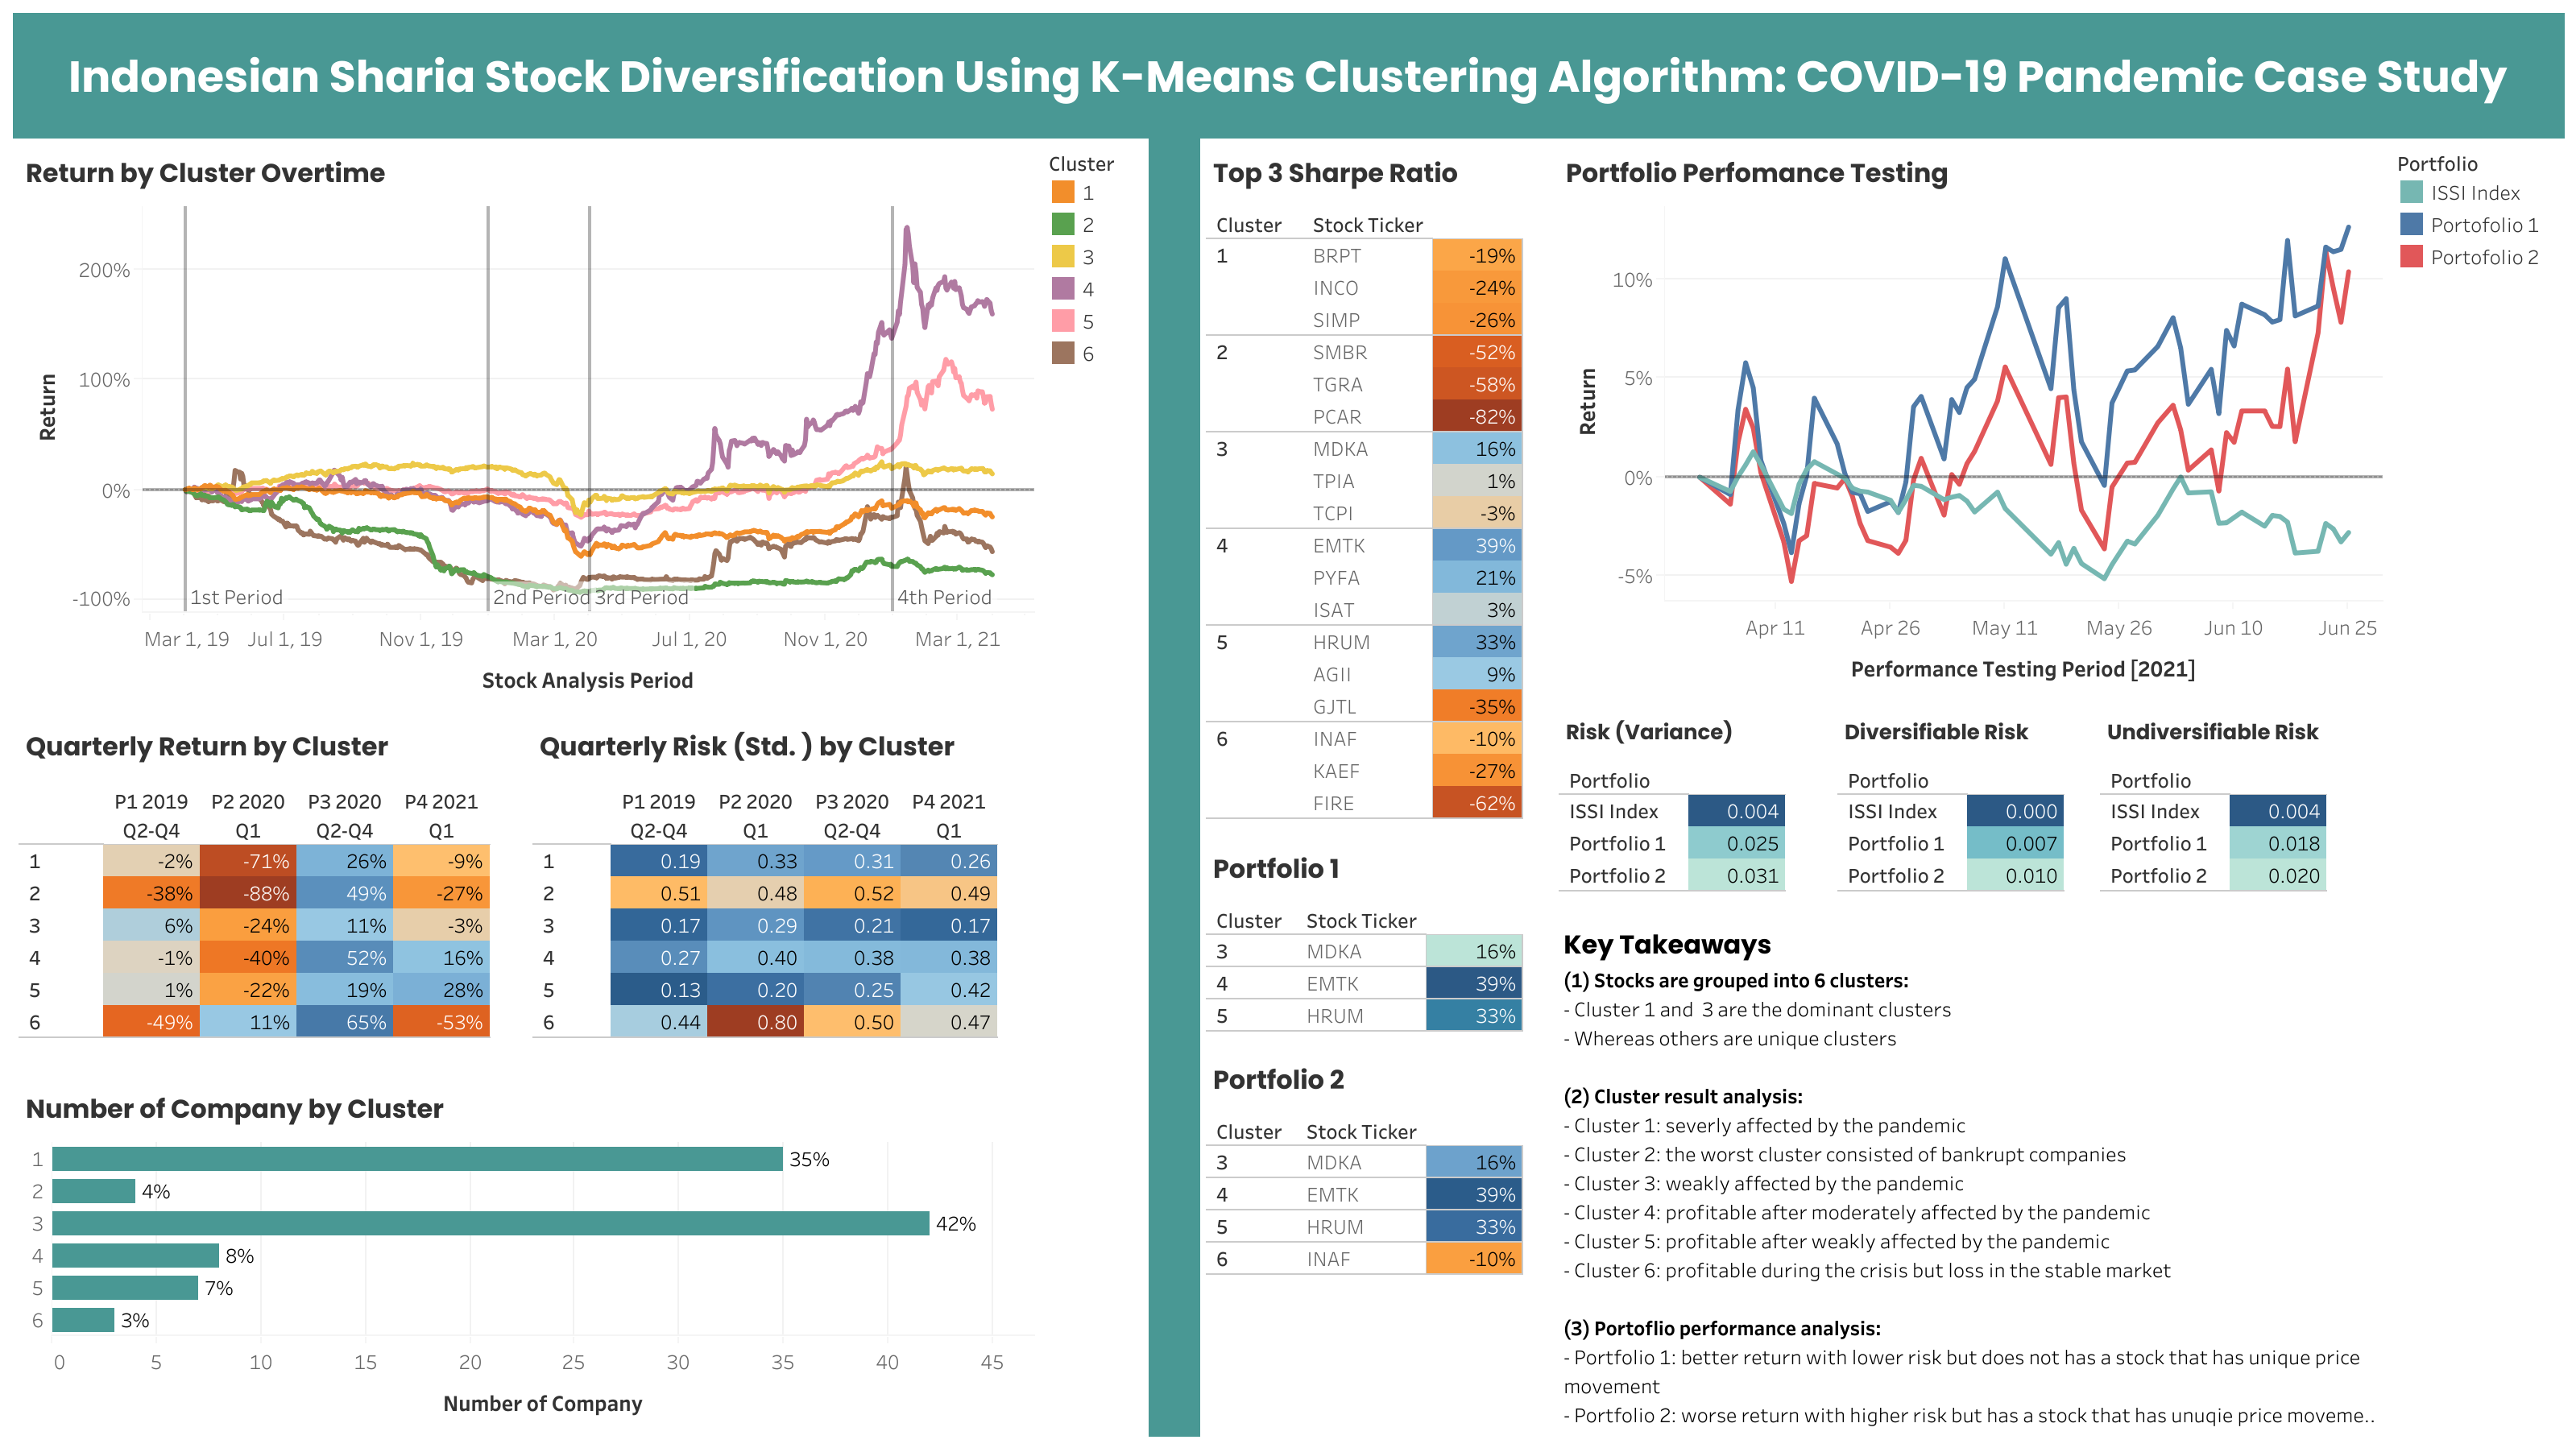 Indonesian Sharia Stock Diversification Using K-Means Clustering Algorithm: COVID-19 Pandemic Case Study
Return by Cluster Overtime
Cluster
1
2
3
4
5
6
Return
200%
100%
0%
-100%
1st Period
2nd Period
3rd Period
4th Period
Mar 1, 19 Jul 1, 19 Nov 1, 19 Mar 1, 20 Jul 1, 20 Nov 1, 20 Mar 1, 21
Stock Analysis Period
Quarterly Return by Cluster
P1 2019 P2 2020 P3 2020 P4 2021
Q2-Q4 Q1 Q2-Q4 Q1
1 -2% -71% 26% -9%
2 -38% -88% 49% -27%
3 6% -24% 11% -3%
4 -1% -40% 52% 16%
5 1% -22% 19% 28%
6 -49% 11% 65% -53%
Quarterly Risk (Std. ) by Cluster
P1 2019 P2 2020 P3 2020 P4 2021
Q2-Q4 Q1 Q2-Q4 Q1
1 0.19 0.33 0.31 0.26
2 0.51 0.48 0.52 0.49
3 0.17 0.29 0.21 0.17
4 0.27 0.40 0.38 0.38
5 0.13 0.20 0.25 0.42
6 0.44 0.80 0.50 0.47
Number of Company by Cluster
1 35%
2 4%
3 42%
4 8%
5 7%
6 3%
0 5 10 15 20 25 30 35 40 45
Number of Company
Top 3 Sharpe Ratio
Cluster Stock Ticker
1 BRPT -19%
INCO -24%
SIMP -26%
2 SMBR -52%
TGRA -58%
PCAR -82%
3 MDKA 16%
TPIA 1%
TCPI -3%
4 EMTK 39%
PYFA 21%
ISAT 3%
5 HRUM 33%
AGII 9%
GJTL -35%
6 INAF -10%
KAEF -27%
FIRE -62%
Portfolio 1
Cluster Stock Ticker
3 MDKA 16%
4 EMTK 39%
5 HRUM 33%
Portfolio 2
Cluster Stock Ticker
3 MDKA 16%
4 EMTK 39%
5 HRUM 33%
6 INAF -10%
Portfolio Perfomance Testing
Portfolio
ISSI Index
Portofolio 1
Portofolio 2
Return
10%
5%
0%
-5%
Apr 11 Apr 26 May 11 May 26 Jun 10 Jun 25
Performance Testing Period [2021]
Risk (Variance)
Portfolio
ISSI Index 0.004
Portfolio 1 0.025
Portfolio 2 0.031
Diversifiable Risk
Portfolio
ISSI Index 0.000
Portfolio 1 0.007
Portfolio 2 0.010
Undiversifiable Risk
Portfolio
ISSI Index 0.004
Portfolio 1 0.018
Portfolio 2 0.020
Key Takeaways
(1) Stocks are grouped into 6 clusters:
- Cluster 1 and  3 are the dominant clusters
- Whereas others are unique clusters
(2) Cluster result analysis:
- Cluster 1: severly affected by the pandemic
- Cluster 2: the worst cluster consisted of bankrupt companies
- Cluster 3: weakly affected by the pandemic
- Cluster 4: profitable after moderately affected by the pandemic
- Cluster 5: profitable after weakly affected by the pandemic
- Cluster 6: profitable during the crisis but loss in the stable market
(3) Portoflio performance analysis:
- Portfolio 1: better return with lower risk but does not has a stock that has unique price
movement
- Portfolio 2: worse return with higher risk but has a stock that has unuqie price moveme..